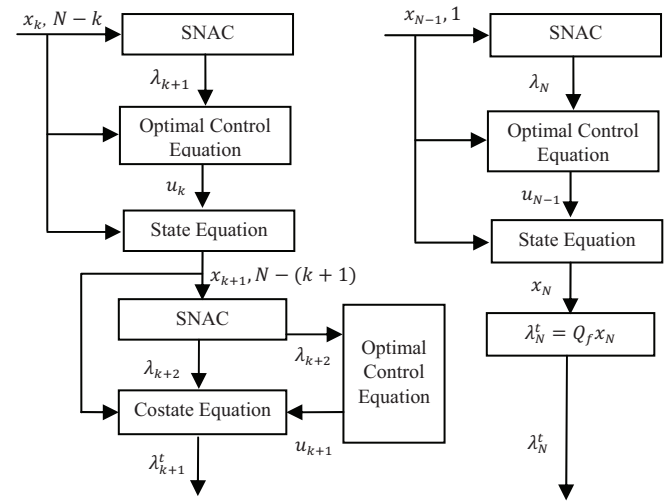 x_k, N − k
SNAC
λ_{k+1}
Optimal Control
Equation
u_k
State Equation
x_{k+1}, N − (k + 1)
SNAC
λ_{k+2}
λ_{k+2}
Optimal
Control
Equation
Costate Equation
u_{k+1}
λ^t_{k+1}
x_{N−1}, 1
SNAC
λ_N
Optimal Control
Equation
u_{N−1}
State Equation
x_N
λ^t_N = Q_f x_N
λ^t_N